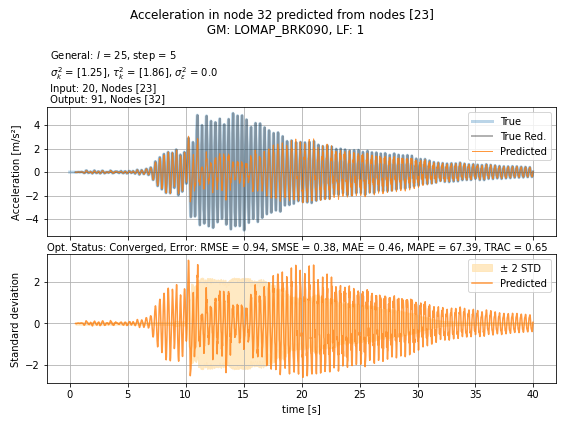 Acceleration in node 32 predicted from nodes [23]
GM: LOMAP_BRK090, LF: 1
General: l = 25, step = 5
σ²ₖ = [1.25], τ²ₖ = [1.86], σ²ε = 0.0
Input: 20, Nodes [23]
Output: 91, Nodes [32]
Acceleration [m/s²]
4
2
0
−2
−4
True
True Red.
Predicted
Opt. Status: Converged, Error: RMSE = 0.94, SMSE = 0.38, MAE = 0.46, MAPE = 67.39, TRAC = 0.65
Standard deviation
2
0
−2
± 2 STD
Predicted
0 5 10 15 20 25 30 35 40
time [s]